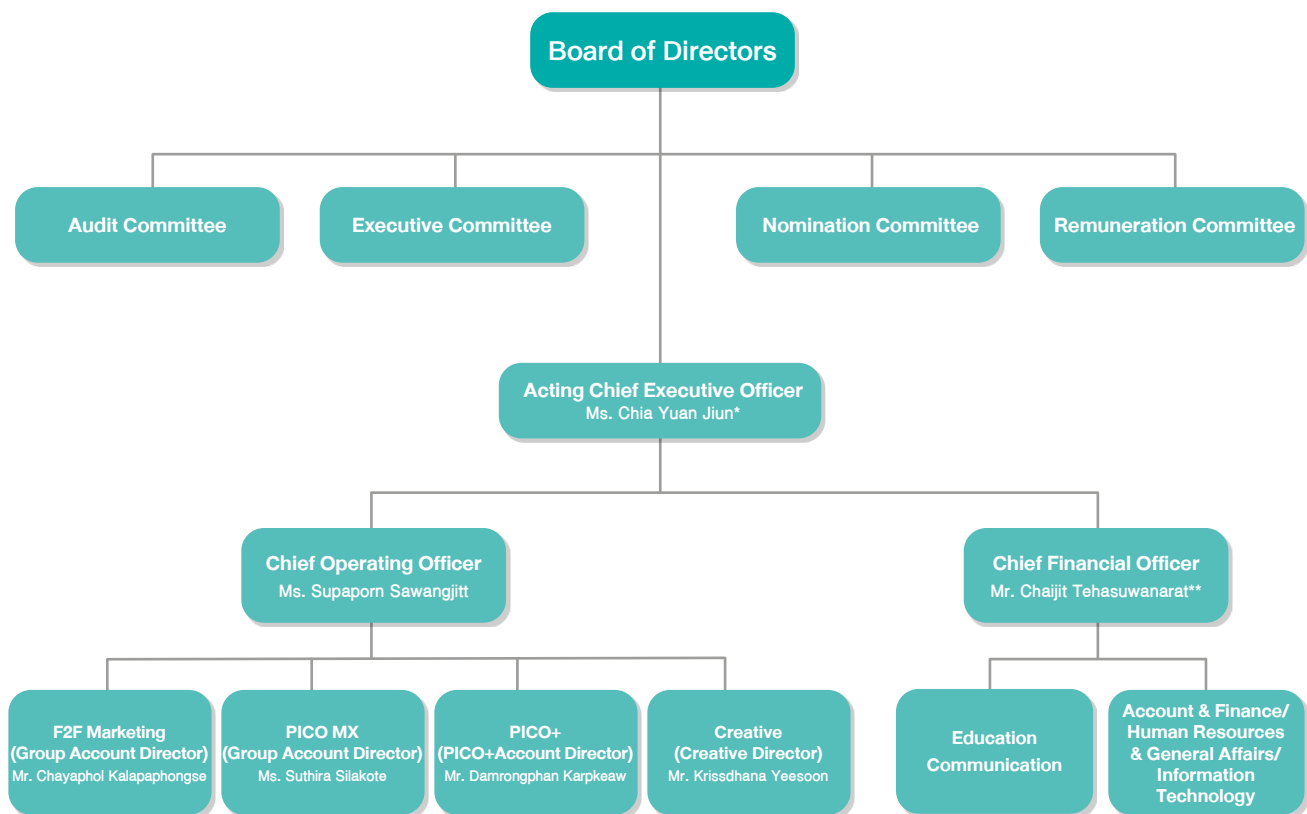 Board of Directors
Audit Committee
Executive Committee
Nomination Committee
Remuneration Committee
Acting Chief Executive Officer
Ms. Chia Yuan Jiun*
Chief Operating Officer
Ms. Supaporn Sawangjitt
Chief Financial Officer
Mr. Chaijit Tehasuwanarat**
F2F Marketing
(Group Account Director)
Mr. Chayaphol Kalapaphongse
PICO MX
(Group Account Director)
Ms. Suthira Silakote
PICO+
(PICO+Account Director)
Mr. Damrongphan Karpkeaw
Creative
(Creative Director)
Mr. Krissdhana Yeesoon
Education
Communication
Account & Finance/
Human Resources
& General Affairs/
Information
Technology